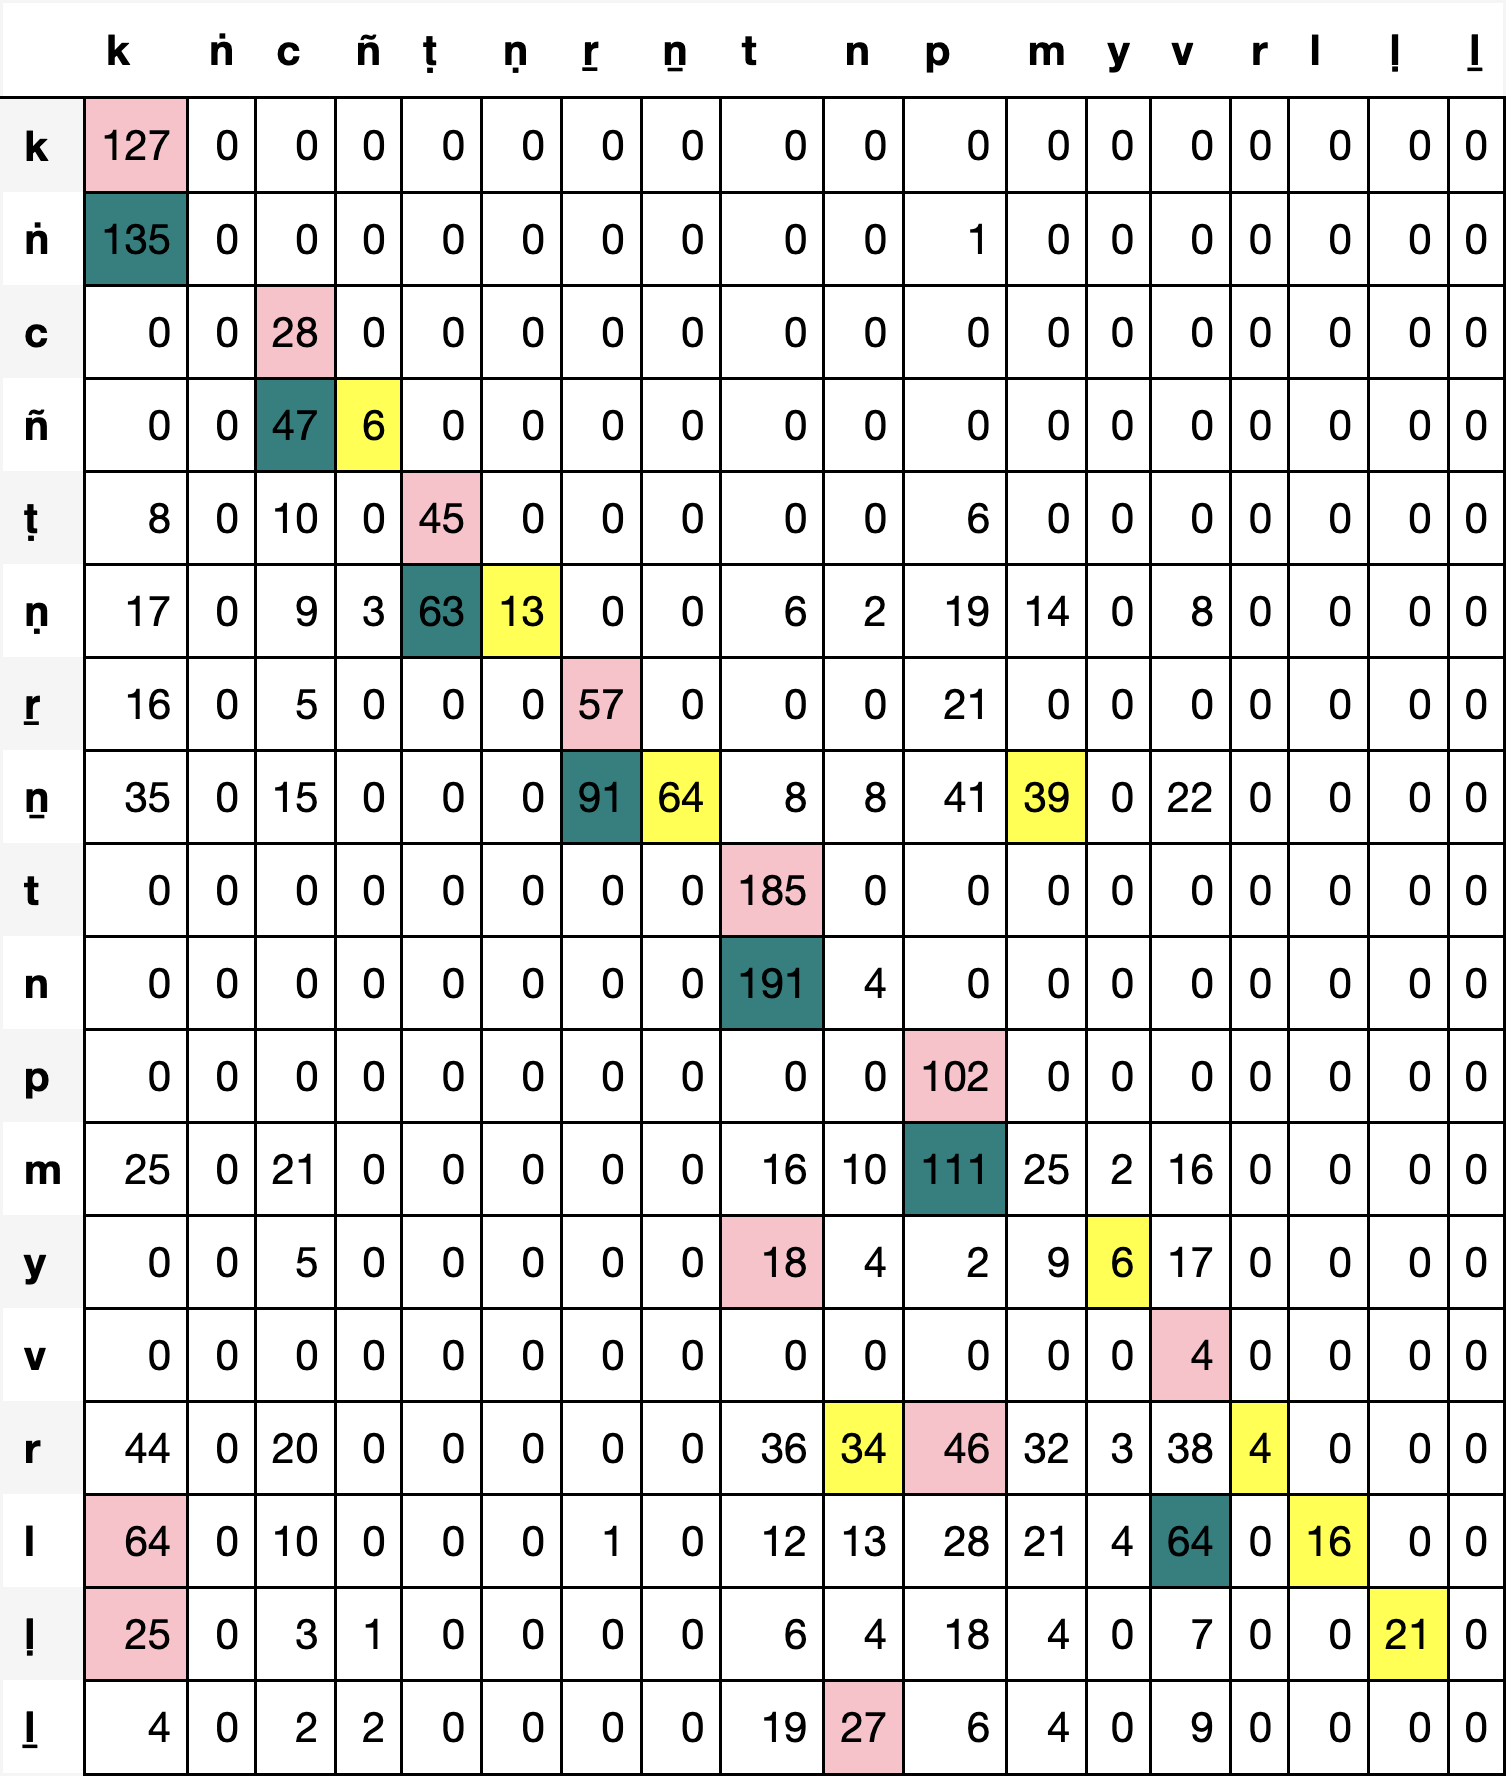 k ṅ c ñ ṭ ṇ ṟ ṉ t n p m y v r l ḷ ḻ
k 127 0 0 0 0 0 0 0 0 0 0 0 0 0 0 0 0 0
ṅ 135 0 0 0 0 0 0 0 0 0 1 0 0 0 0 0 0 0
c 0 0 28 0 0 0 0 0 0 0 0 0 0 0 0 0 0 0
ñ 0 0 47 6 0 0 0 0 0 0 0 0 0 0 0 0 0 0
ṭ 8 0 10 0 45 0 0 0 0 0 6 0 0 0 0 0 0 0
ṇ 17 0 9 3 63 13 0 0 6 2 19 14 0 8 0 0 0 0
ṟ 16 0 5 0 0 0 57 0 0 0 21 0 0 0 0 0 0 0
ṉ 35 0 15 0 0 0 91 64 8 8 41 39 0 22 0 0 0 0
t 0 0 0 0 0 0 0 0 185 0 0 0 0 0 0 0 0 0
n 0 0 0 0 0 0 0 0 191 4 0 0 0 0 0 0 0 0
p 0 0 0 0 0 0 0 0 0 0 102 0 0 0 0 0 0 0
m 25 0 21 0 0 0 0 0 16 10 111 25 2 16 0 0 0 0
y 0 0 5 0 0 0 0 0 18 4 2 9 6 17 0 0 0 0
v 0 0 0 0 0 0 0 0 0 0 0 0 0 4 0 0 0 0
r 44 0 20 0 0 0 0 0 36 34 46 32 3 38 4 0 0 0
l 64 0 10 0 0 0 1 0 12 13 28 21 4 64 0 16 0 0
ḷ 25 0 3 1 0 0 0 0 6 4 18 4 0 7 0 0 21 0
ḻ 4 0 2 2 0 0 0 0 19 27 6 4 0 9 0 0 0 0